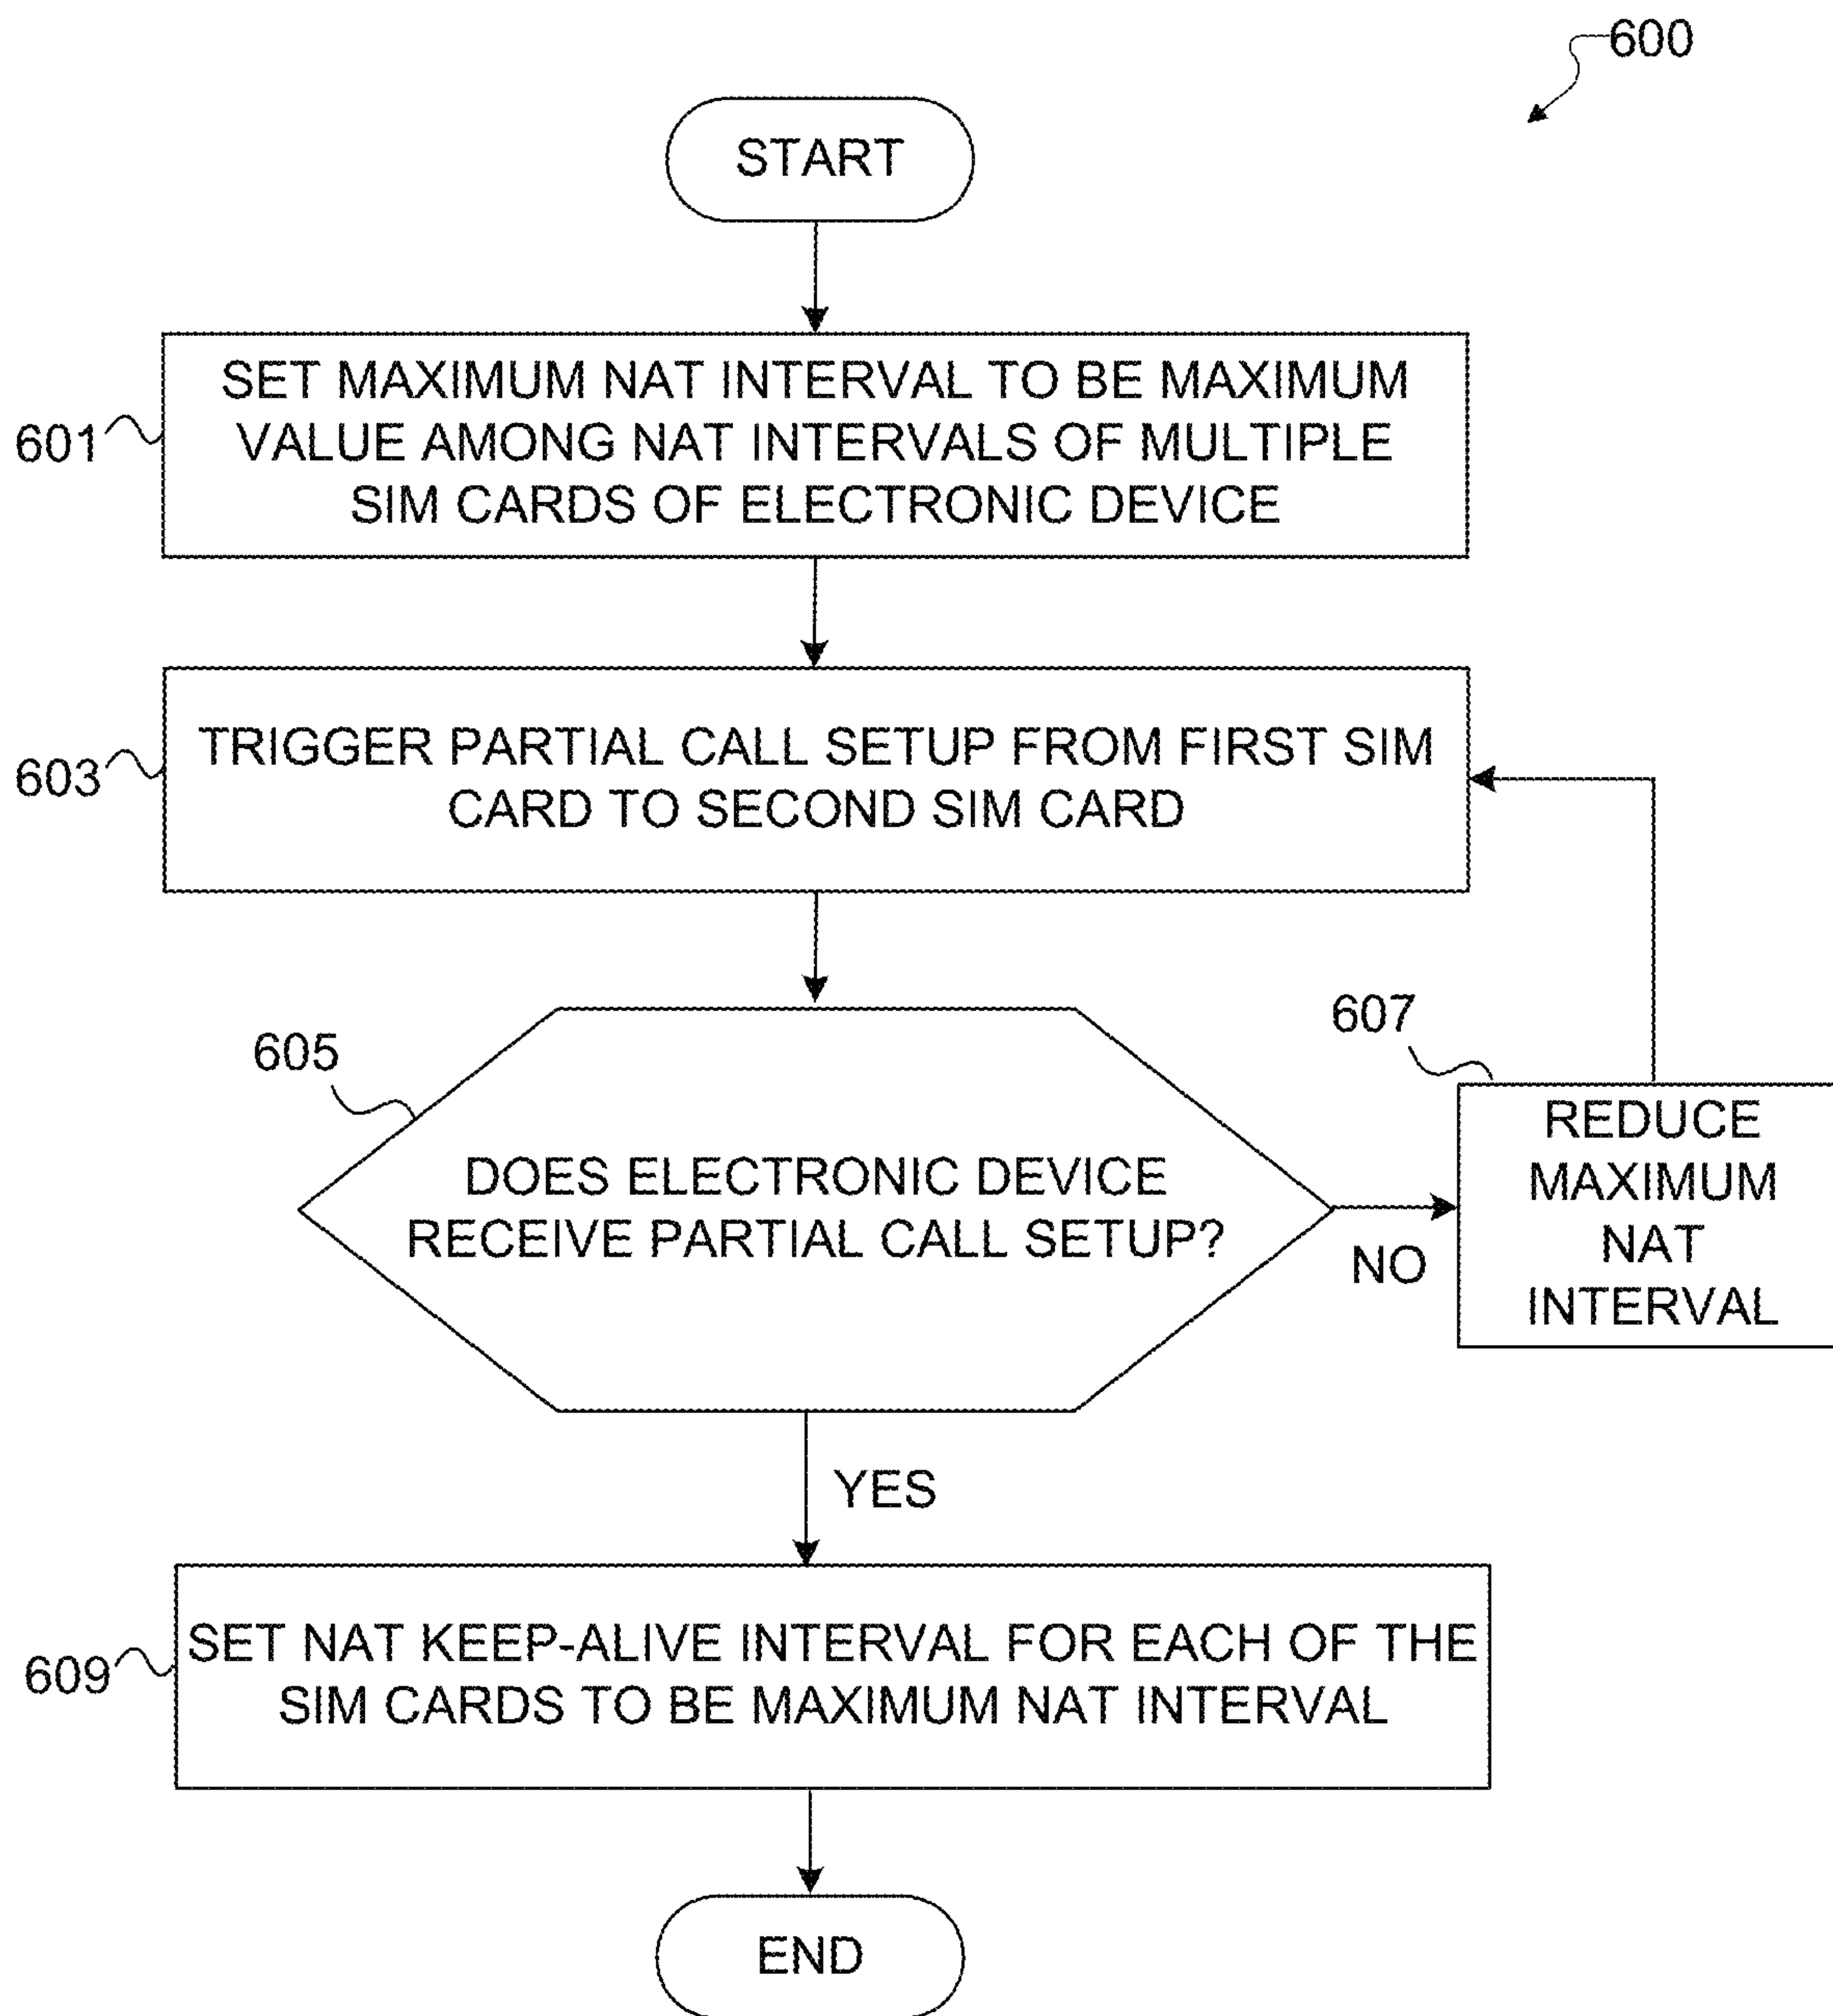 600
START
601
SET MAXIMUM NAT INTERVAL TO BE MAXIMUM
VALUE AMONG NAT INTERVALS OF MULTIPLE
SIM CARDS OF ELECTRONIC DEVICE
603
TRIGGER PARTIAL CALL SETUP FROM FIRST SIM
CARD TO SECOND SIM CARD
605
DOES ELECTRONIC DEVICE
RECEIVE PARTIAL CALL SETUP?
NO
607
REDUCE
MAXIMUM
NAT
INTERVAL
YES
609
SET NAT KEEP-ALIVE INTERVAL FOR EACH OF THE
SIM CARDS TO BE MAXIMUM NAT INTERVAL
END